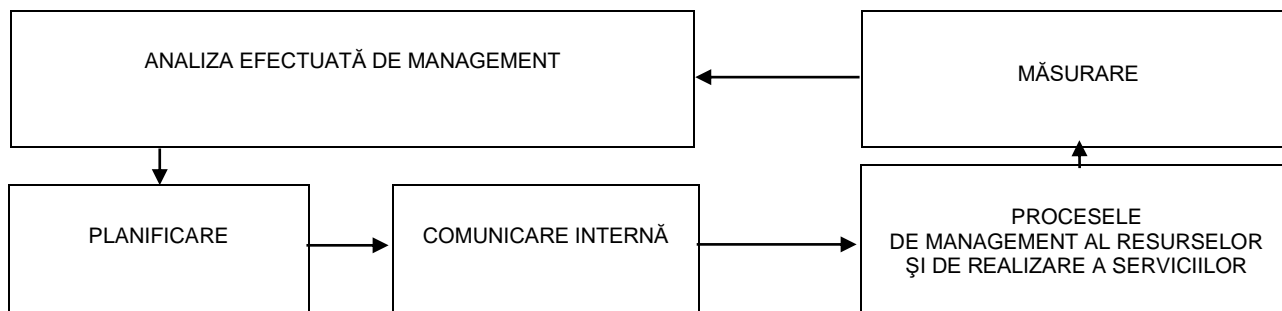 ANALIZA EFECTUATĂ DE MANAGEMENT
MĂSURARE
PLANIFICARE
COMUNICARE INTERNĂ
PROCESELE
DE MANAGEMENT AL RESURSELOR
ŞI DE REALIZARE A SERVICIILOR